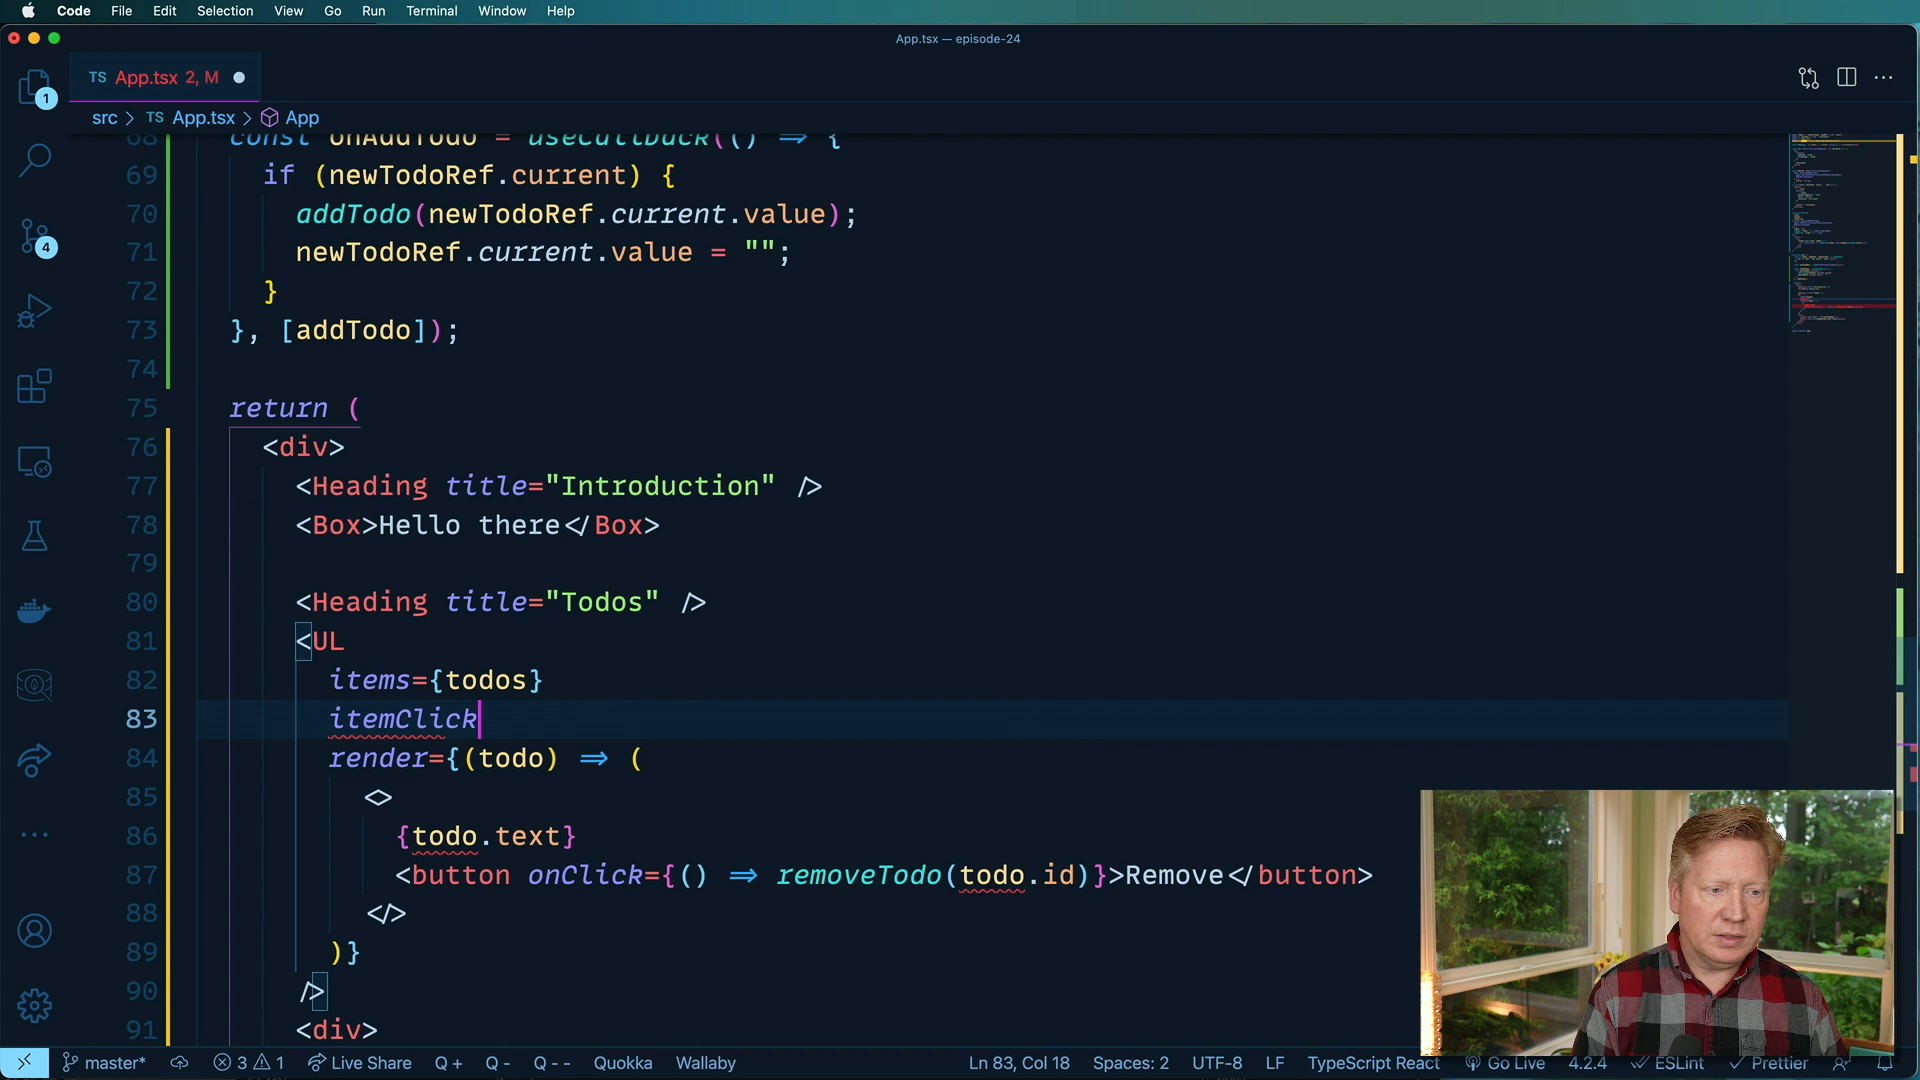 Code File Edit Selection View Go Run Terminal Window Help
App.tsx — episode-24
TS App.tsx 2, M
src > TS App.tsx > App
1
4
68 const onAddTodo = useCallback(() => {
69 if (newTodoRef.current) {
70 addTodo(newTodoRef.current.value);
71 newTodoRef.current.value = "";
72 }
73 }, [addTodo]);
74
75 return (
76 <div>
77 <Heading title="Introduction" />
78 <Box>Hello there</Box>
79
80 <Heading title="Todos" />
81 <UL
82 items={todos}
83 itemClick
84 render={(todo) => (
85 <>
86 {todo.text}
87 <button onClick={() => removeTodo(todo.id)}>Remove</button>
88 </>
89 )}
90 />
91 <div>
master* 3 1 Live Share Q + Q - Q - - Quokka Wallaby Ln 83, Col 18 Spaces: 2 UTF-8 LF TypeScript React Go Live 4.2.4 ESLint Prettier